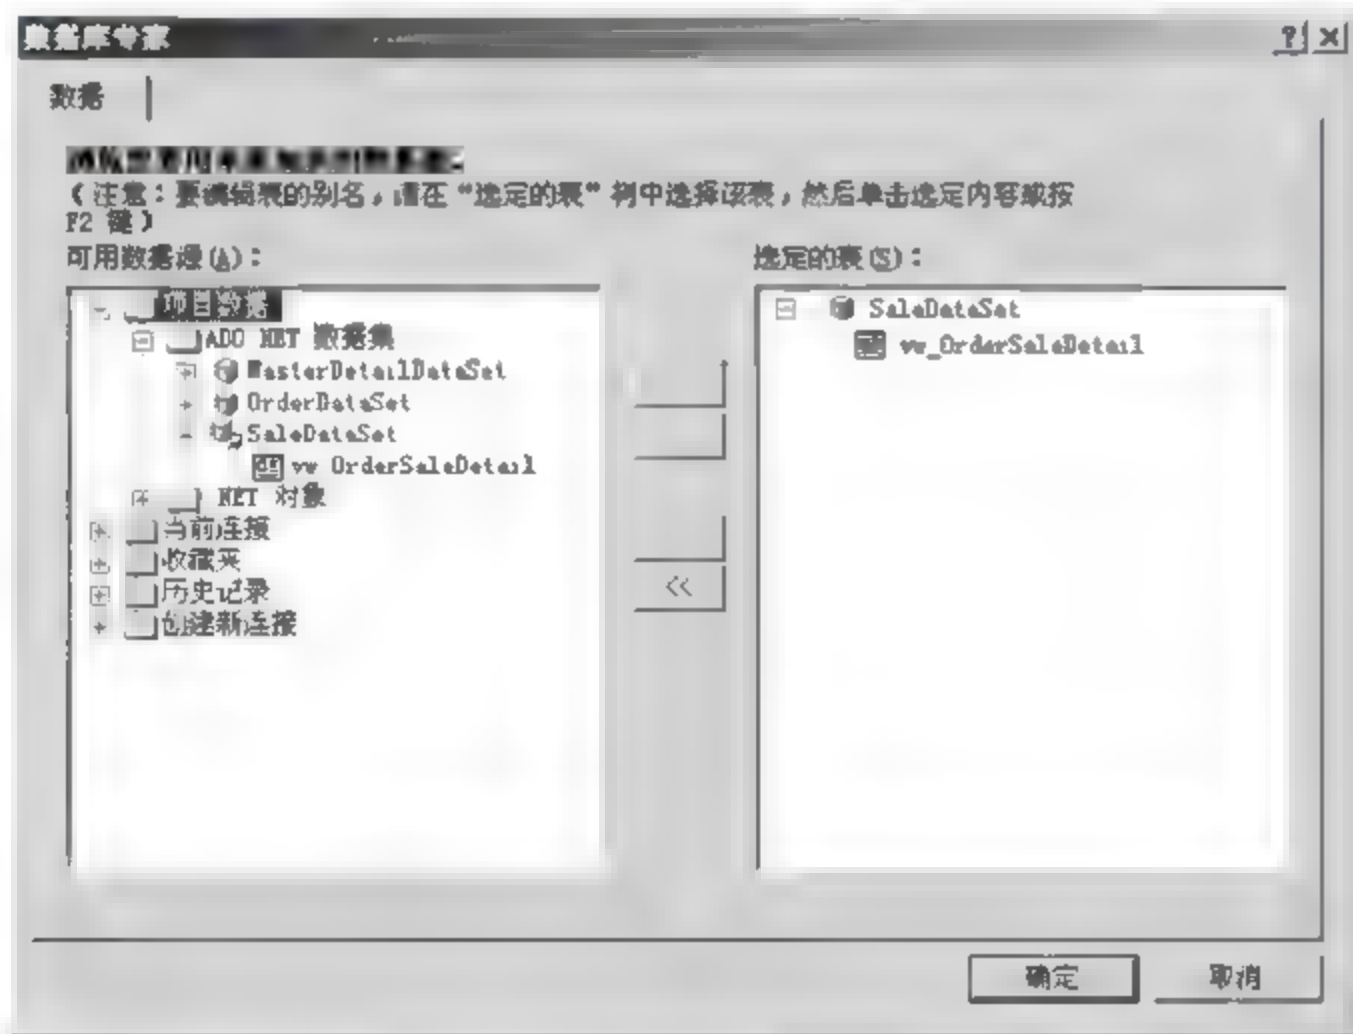 数据库专家
数据
(注意：要编辑表的别名，请在“选定的表”树中选择该表，然后单击选定内容或按
F2 键)
可用数据源(A)：
选定的表(S)：
项目数据
ADO NET 数据集
MasterDetailDataSet
OrderDataSet
SaleDataSet
vw_OrderSaleDetail
NET 对象
当前连接
收藏夹
历史记录
创建新连接
<<
SaleDataSet
vw_OrderSaleDetail
确定
取消